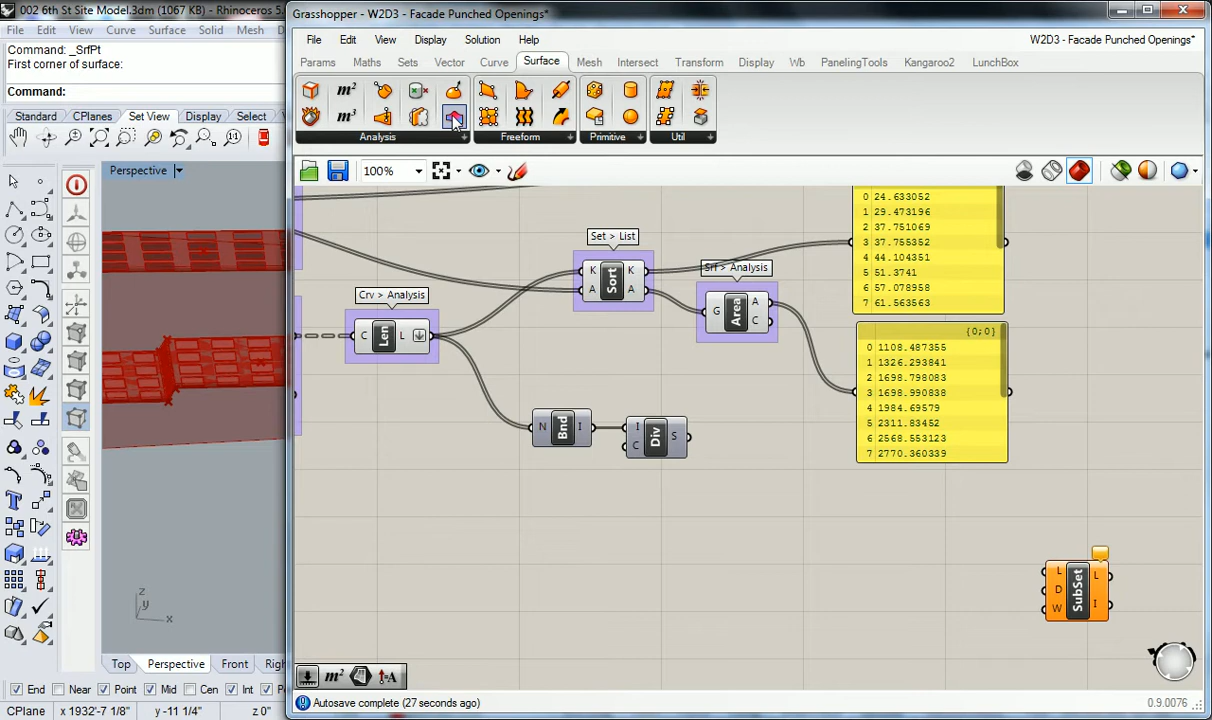 002 6th St Site Model.3dm (1067 KB) - Rhinoceros 5.
File Edit View Curve Surface Solid Mesh
Command: _SrfPt
First corner of surface:
Command:
Standard CPlanes Set View Display Select
Perspective
z
y
x
Top Perspective Front
End Near Point Mid Cen Int
CPlane x 1932'-7 1/8" y -11 1/4" z 0"
Grasshopper - W2D3 - Facade Punched Openings*
File Edit View Display Solution Help
W2D3 - Facade Punched Openings*
Params Maths Sets Vector Curve Surface Mesh Intersect Transform Display Wb PanelingTools Kangaroo2 LunchBox
m²
m³
Analysis Freeform Primitive Util
100%
Set > List
K A Sort K A
Srf > Analysis
G Area A C
Crv > Analysis
C Len L
N Bnd I
I C Div S
0 24.633052
1 29.473196
2 37.751069
3 37.755352
4 44.104351
5 51.3741
6 57.078958
7 61.563563
{0;0}
0 1108.487355
1 1326.293841
2 1698.798083
3 1698.990838
4 1984.69579
5 2311.83452
6 2568.553123
7 2770.360339
L D W SubSet L I
m²
Autosave complete (27 seconds ago)
0.9.0076